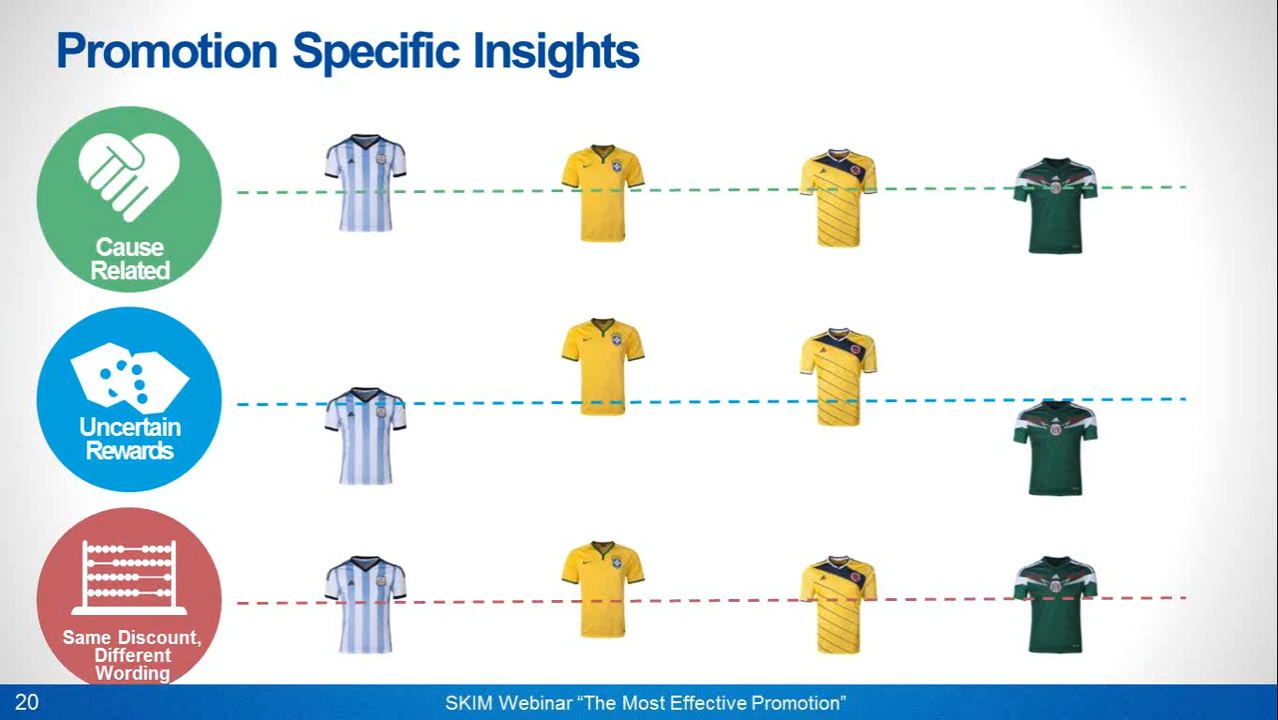 Promotion Specific Insights
Cause
Related
Uncertain
Rewards
Same Discount,
Different
Wording
20
SKIM Webinar “The Most Effective Promotion”